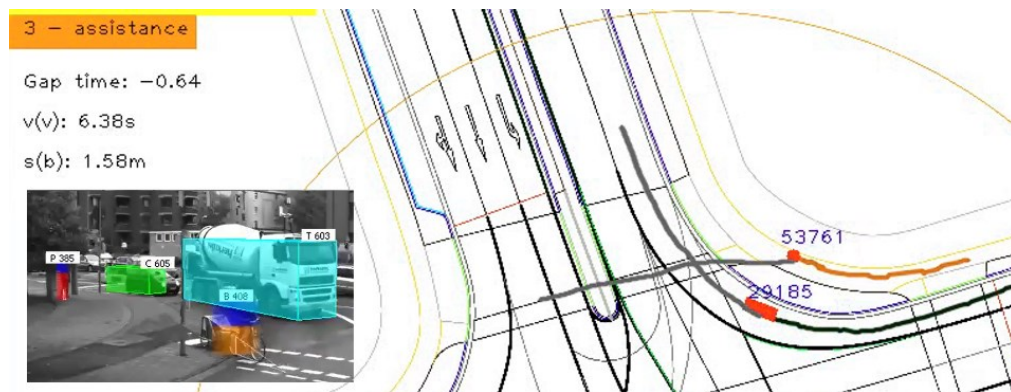 3 - assistance
Gap time: -0.64
v(v): 6.38s
s(b): 1.58m
P 385
C 605
T 603
B 408
53761
29185